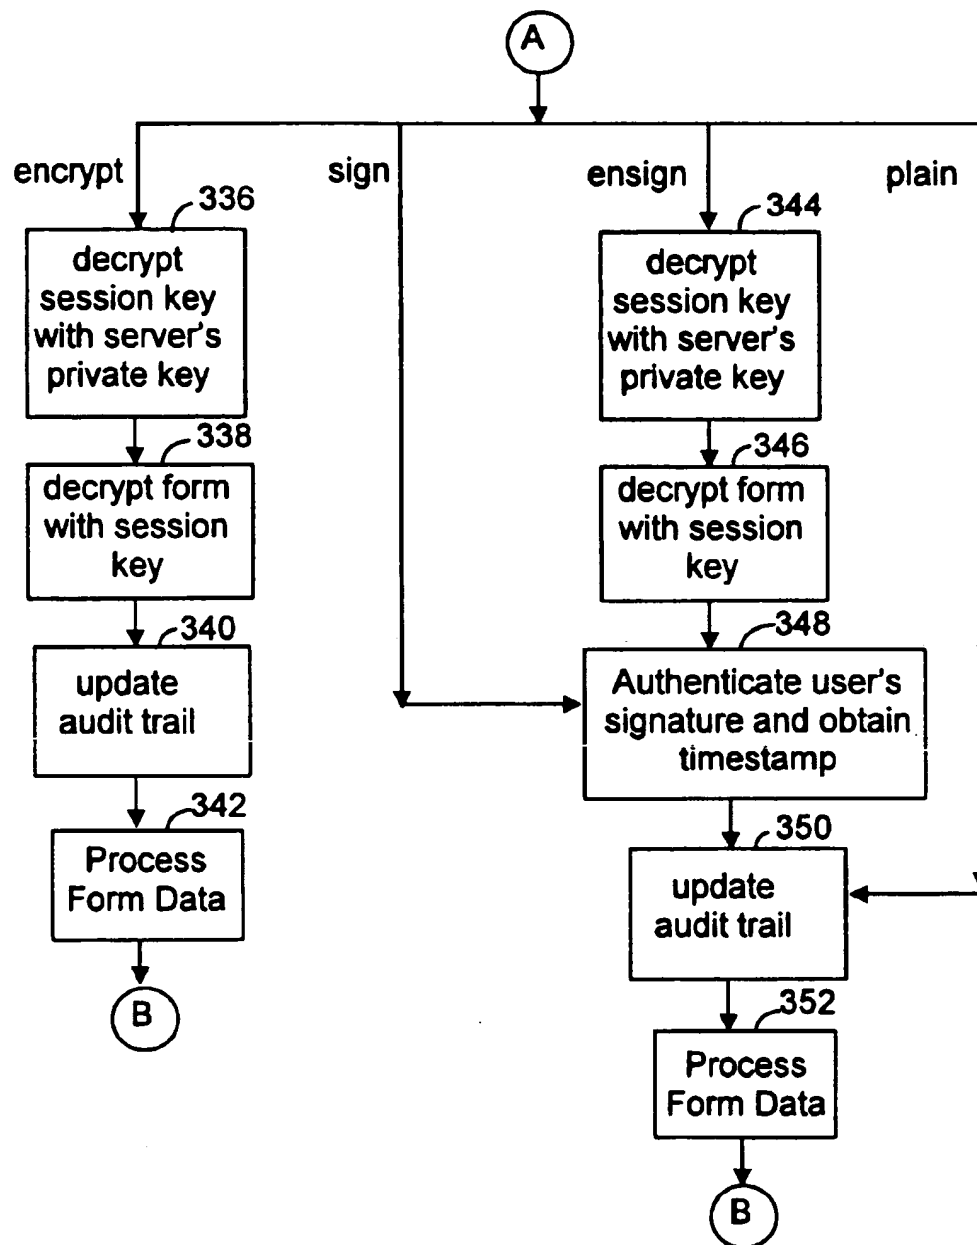 A
encrypt
sign
ensign
plain
336
decrypt
session key
with server's
private key
338
decrypt form
with session
key
340
update
audit trail
342
Process
Form Data
B
344
decrypt
session key
with server's
private key
346
decrypt form
with session
key
348
Authenticate user's
signature and obtain
timestamp
350
update
audit trail
352
Process
Form Data
B